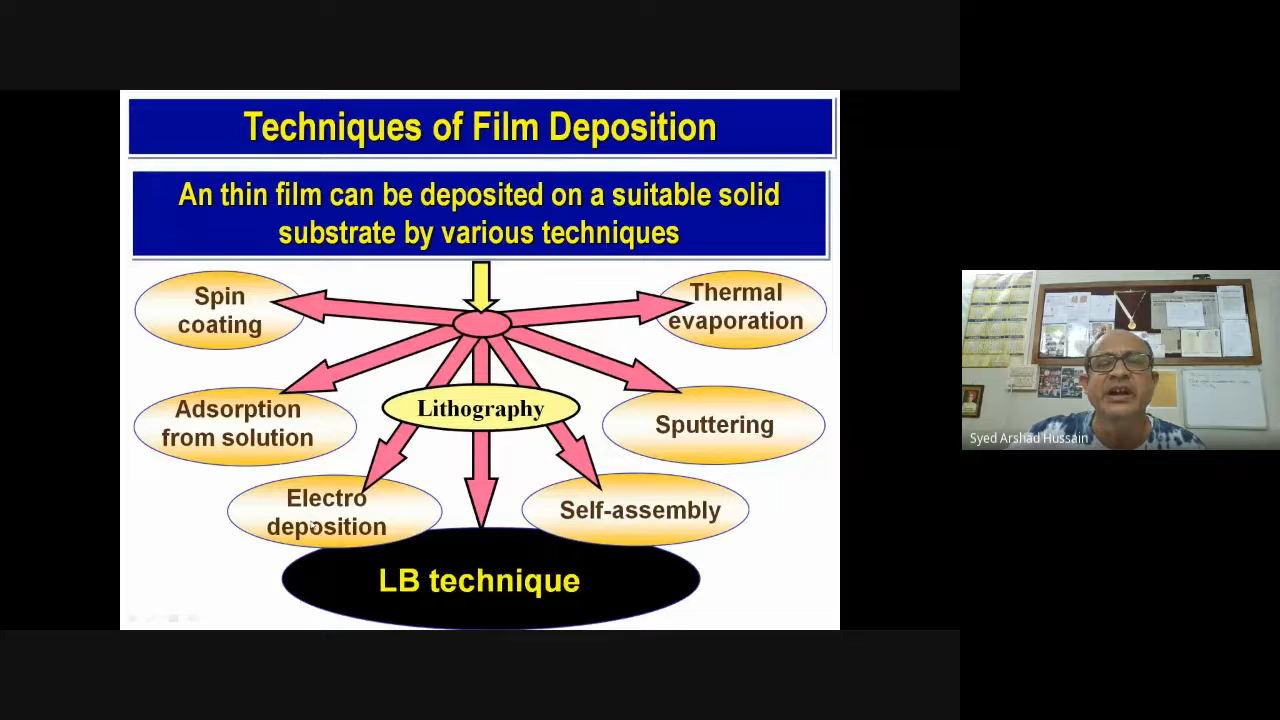 Techniques of Film Deposition
An thin film can be deposited on a suitable solid
substrate by various techniques
Spin
coating
Thermal
evaporation
Adsorption
from solution
Lithography
Sputtering
Electro
deposition
Self-assembly
LB technique
Syed Arshad Hussain